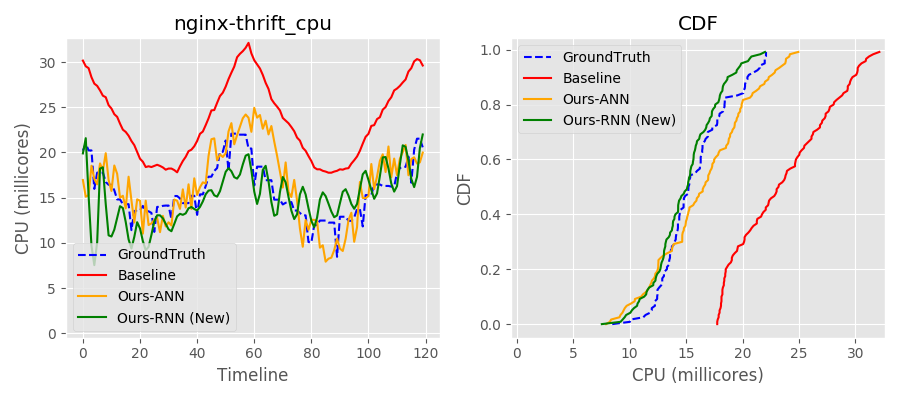 nginx-thrift_cpu
CPU (millicores)
30
25
20
15
10
5
0
GroundTruth
Baseline
Ours-ANN
Ours-RNN (New)
0 20 40 60 80 100 120
Timeline
CDF
CDF
1.0
0.8
0.6
0.4
0.2
0.0
GroundTruth
Baseline
Ours-ANN
Ours-RNN (New)
0 5 10 15 20 25 30
CPU (millicores)